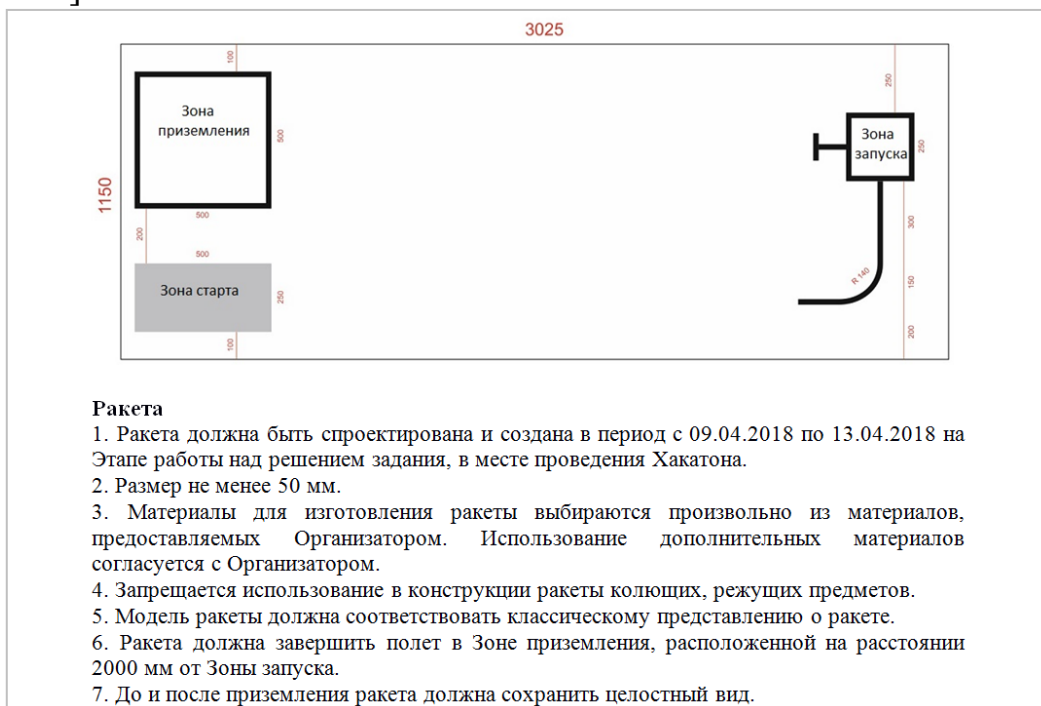 3025
100
250
Зона
приземления
500
Зона
запуска
250
1150
500
200
500
300
Зона старта
250
R 140
150
100
200
Ракета
1. Ракета должна быть спроектирована и создана в период с 09.04.2018 по 13.04.2018 на
Этапе работы над решением задания, в месте проведения Хакатона.
2. Размер не менее 50 мм.
3. Материалы для изготовления ракеты выбираются произвольно из материалов,
предоставляемых Организатором. Использование дополнительных материалов
согласуется с Организатором.
4. Запрещается использование в конструкции ракеты колющих, режущих предметов.
5. Модель ракеты должна соответствовать классическому представлению о ракете.
6. Ракета должна завершить полет в Зоне приземления, расположенной на расстоянии
2000 мм от Зоны запуска.
7. До и после приземления ракета должна сохранить целостный вид.